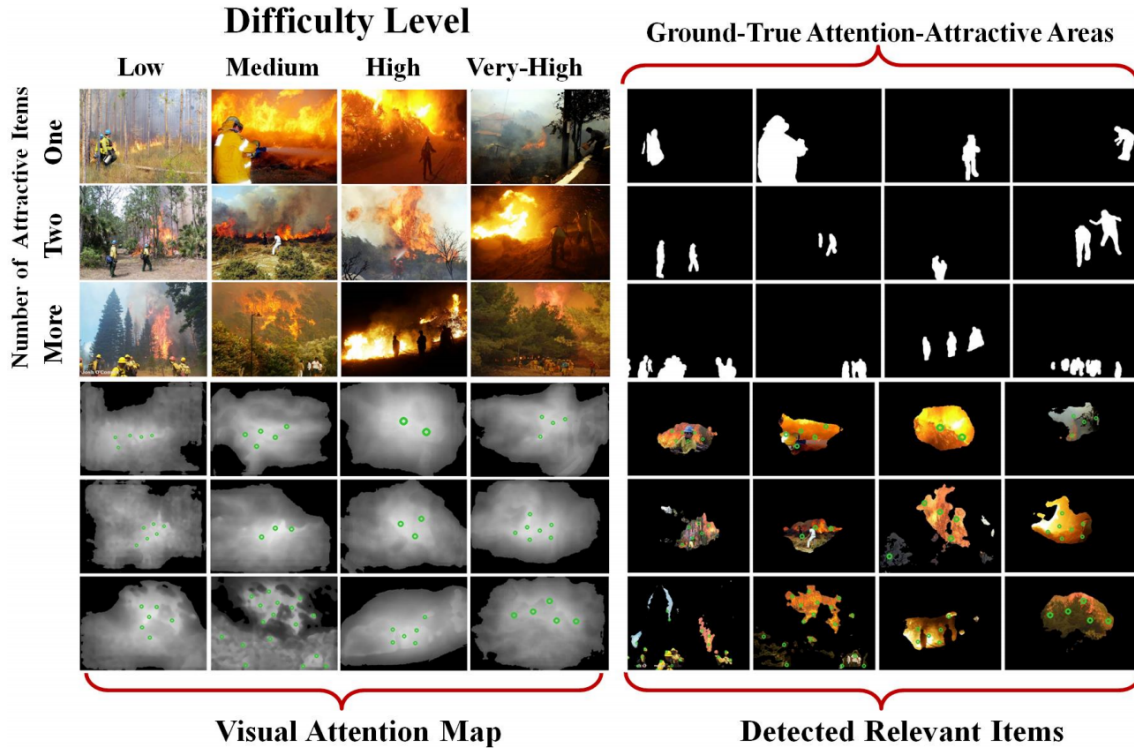 Difficulty Level
Ground-True Attention-Attractive Areas
Low Medium High Very-High
Number of Attractive Items
One
Two
More
Visual Attention Map
Detected Relevant Items